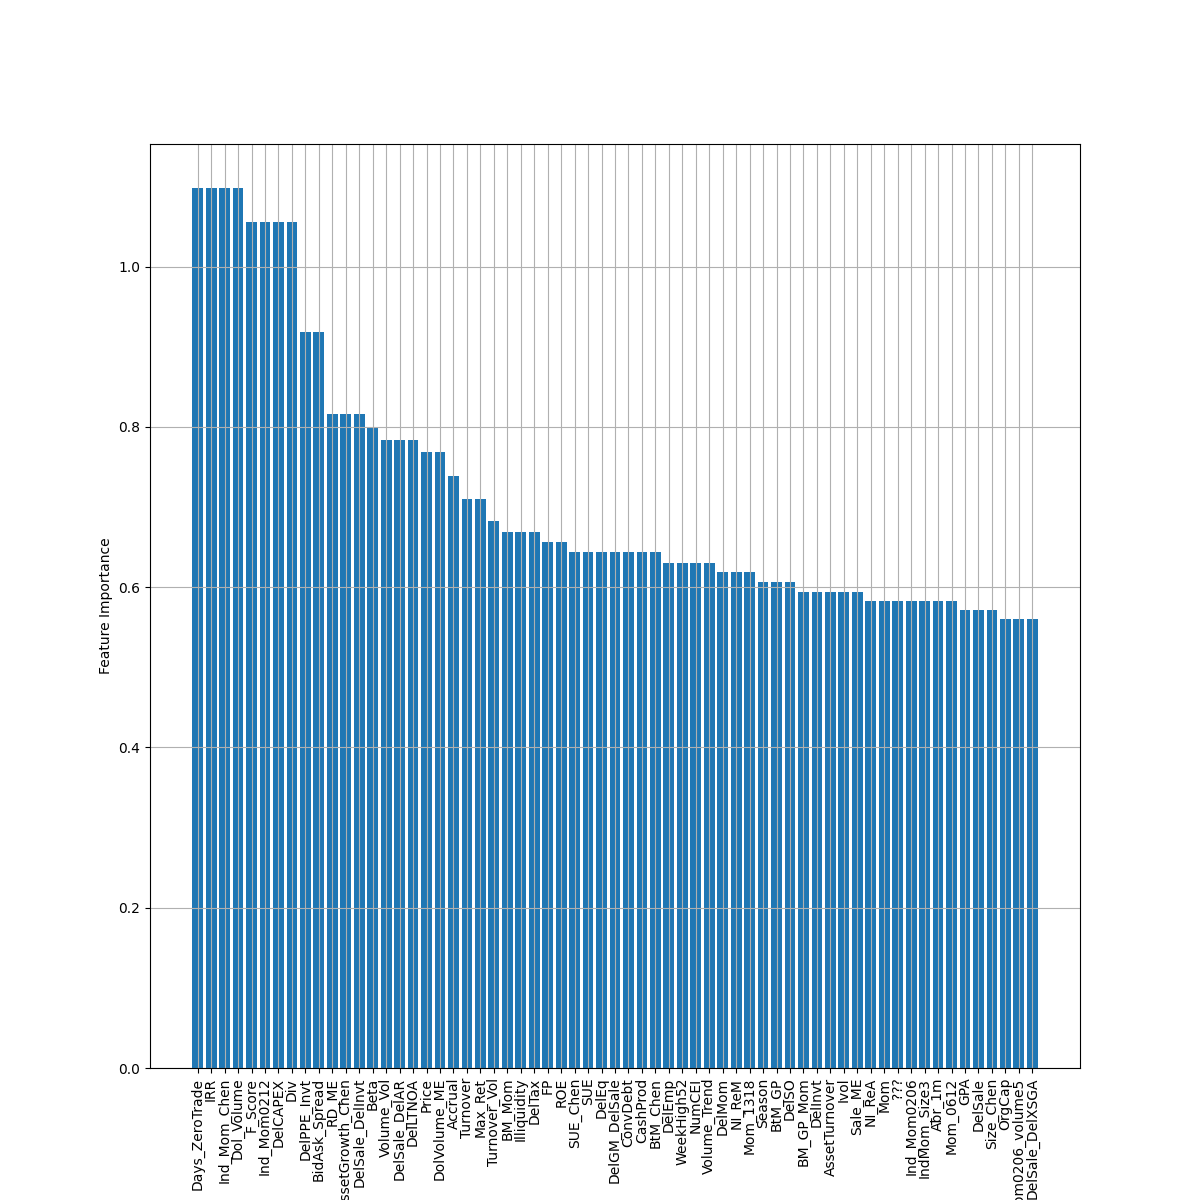 Feature Importance
1.0
0.8
0.6
0.4
0.2
0.0
Days_ZeroTrade
IRR
Ind_Mom_Chen
Dol_Volume
F_Score
Ind_Mom0212
DelCAPEX
Div
DelPPE_Invt
BidAsk_Spread
RD_ME
ssetGrowth_Chen
DelSale_DelInvt
Beta
Volume_Vol
DelSale_DelAR
DelLTNOA
Price
DolVolume_ME
Accrual
Turnover
Max_Ret
Turnover_Vol
BM_Mom
Illiquidity
DelTax
FP
ROE
SUE_Chen
SUE
DelEq
DelGM_DelSale
ConvDebt
CashProd
BtM_Chen
DelEmp
WeekHigh52
NumCEI
Volume_Trend
DelMom
NI_ReM
Mom_1318
Season
BtM_GP
DelSO
BM_GP_Mom
DelInvt
AssetTurnover
Ivol
Sale_ME
NI_ReA
Mom
???
Ind_Mom0206
IndMom_Size3
Abr_1m
Mom_0612
GPA
DelSale
Size_Chen
OrgCap
om0206_volume5
DelSale_DelXSGA